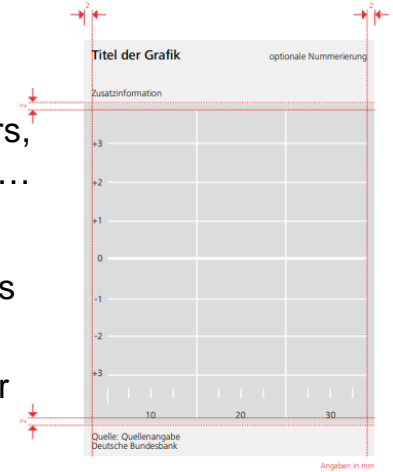 2 2
Titel der Grafik optionale Nummerierung
Zusatzinformation
2
rs,
+3
...
+2
+1
0
s
-1
-2
r
+3
10 20 30
2
Quelle: Quellenangabe
Deutsche Bundesbank
Angaben in mm